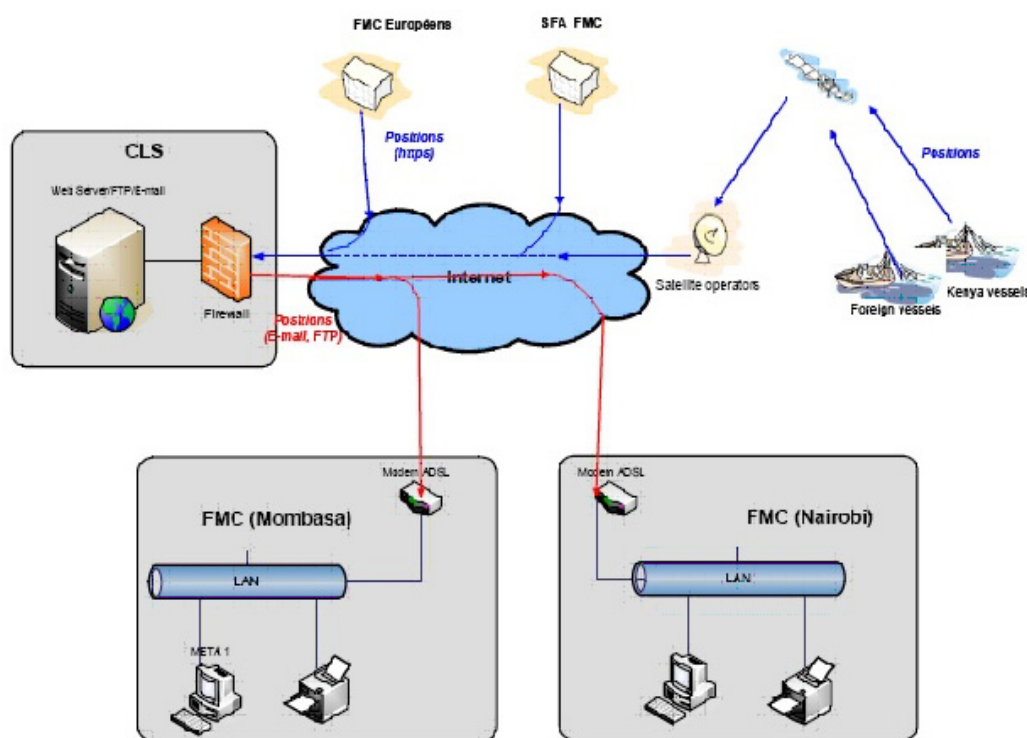 FMC Européens
SFA FMC
Positions
(https)
CLS
Web Server/FTP/E-mail
Positions
Internet
Satellite operators
Kenya vessels
Foreign vessels
Firewall
Positions
(E-mail, FTP)
Modem ADSL
Modem ADSL
FMC (Mombasa)
FMC (Nairobi)
LAN
LAN
META 1